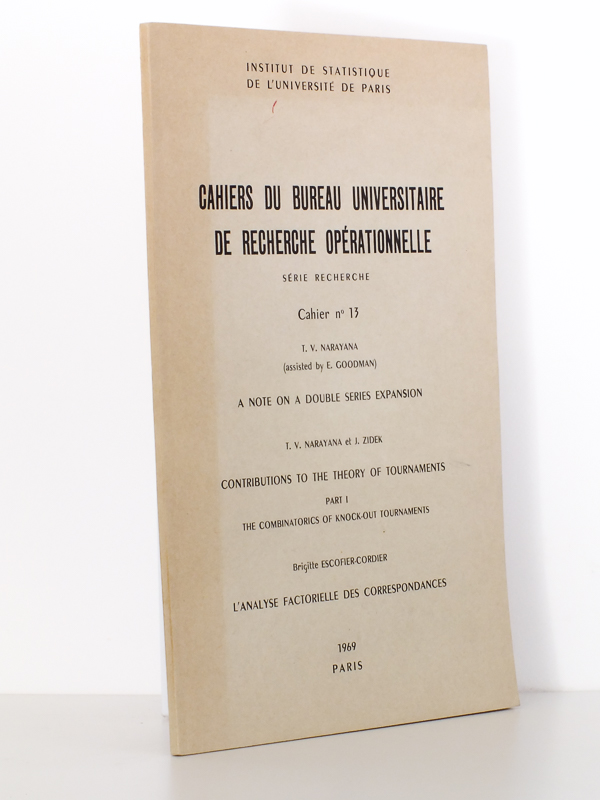 INSTITUT DE STATISTIQUE
DE L'UNIVERSITÉ DE PARIS
CAHIERS DU BUREAU UNIVERSITAIRE
DE RECHERCHE OPÉRATIONNELLE
SÉRIE RECHERCHE
Cahier nº 13
T. V. NARAYANA
(assisted by E. GOODMAN)
A NOTE ON A DOUBLE SERIES EXPANSION
T. V. NARAYANA et J. ZIDEK
CONTRIBUTIONS TO THE THEORY OF TOURNAMENTS
PART I
THE COMBINATORICS OF KNOCK-OUT TOURNAMENTS
Brigitte ESCOFIER-CORDIER
L'ANALYSE FACTORIELLE DES CORRESPONDANCES
1969
PARIS